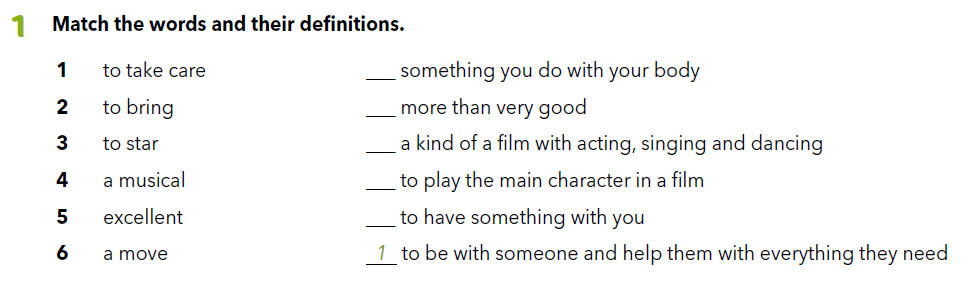 1 Match the words and their definitions.
1 to take care ___ something you do with your body
2 to bring ___ more than very good
3 to star ___ a kind of a film with acting, singing and dancing
4 a musical ___ to play the main character in a film
5 excellent ___ to have something with you
6 a move 1 to be with someone and help them with everything they need